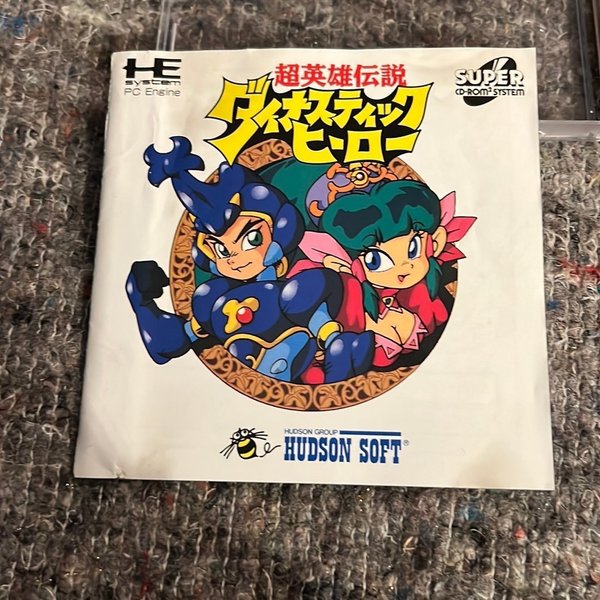 HE
system
PC Engine
超英雄伝説
ダイナスティック
ヒーロー
SUPER
CD-ROM² SYSTEM
HUDSON GROUP
HUDSON SOFT®